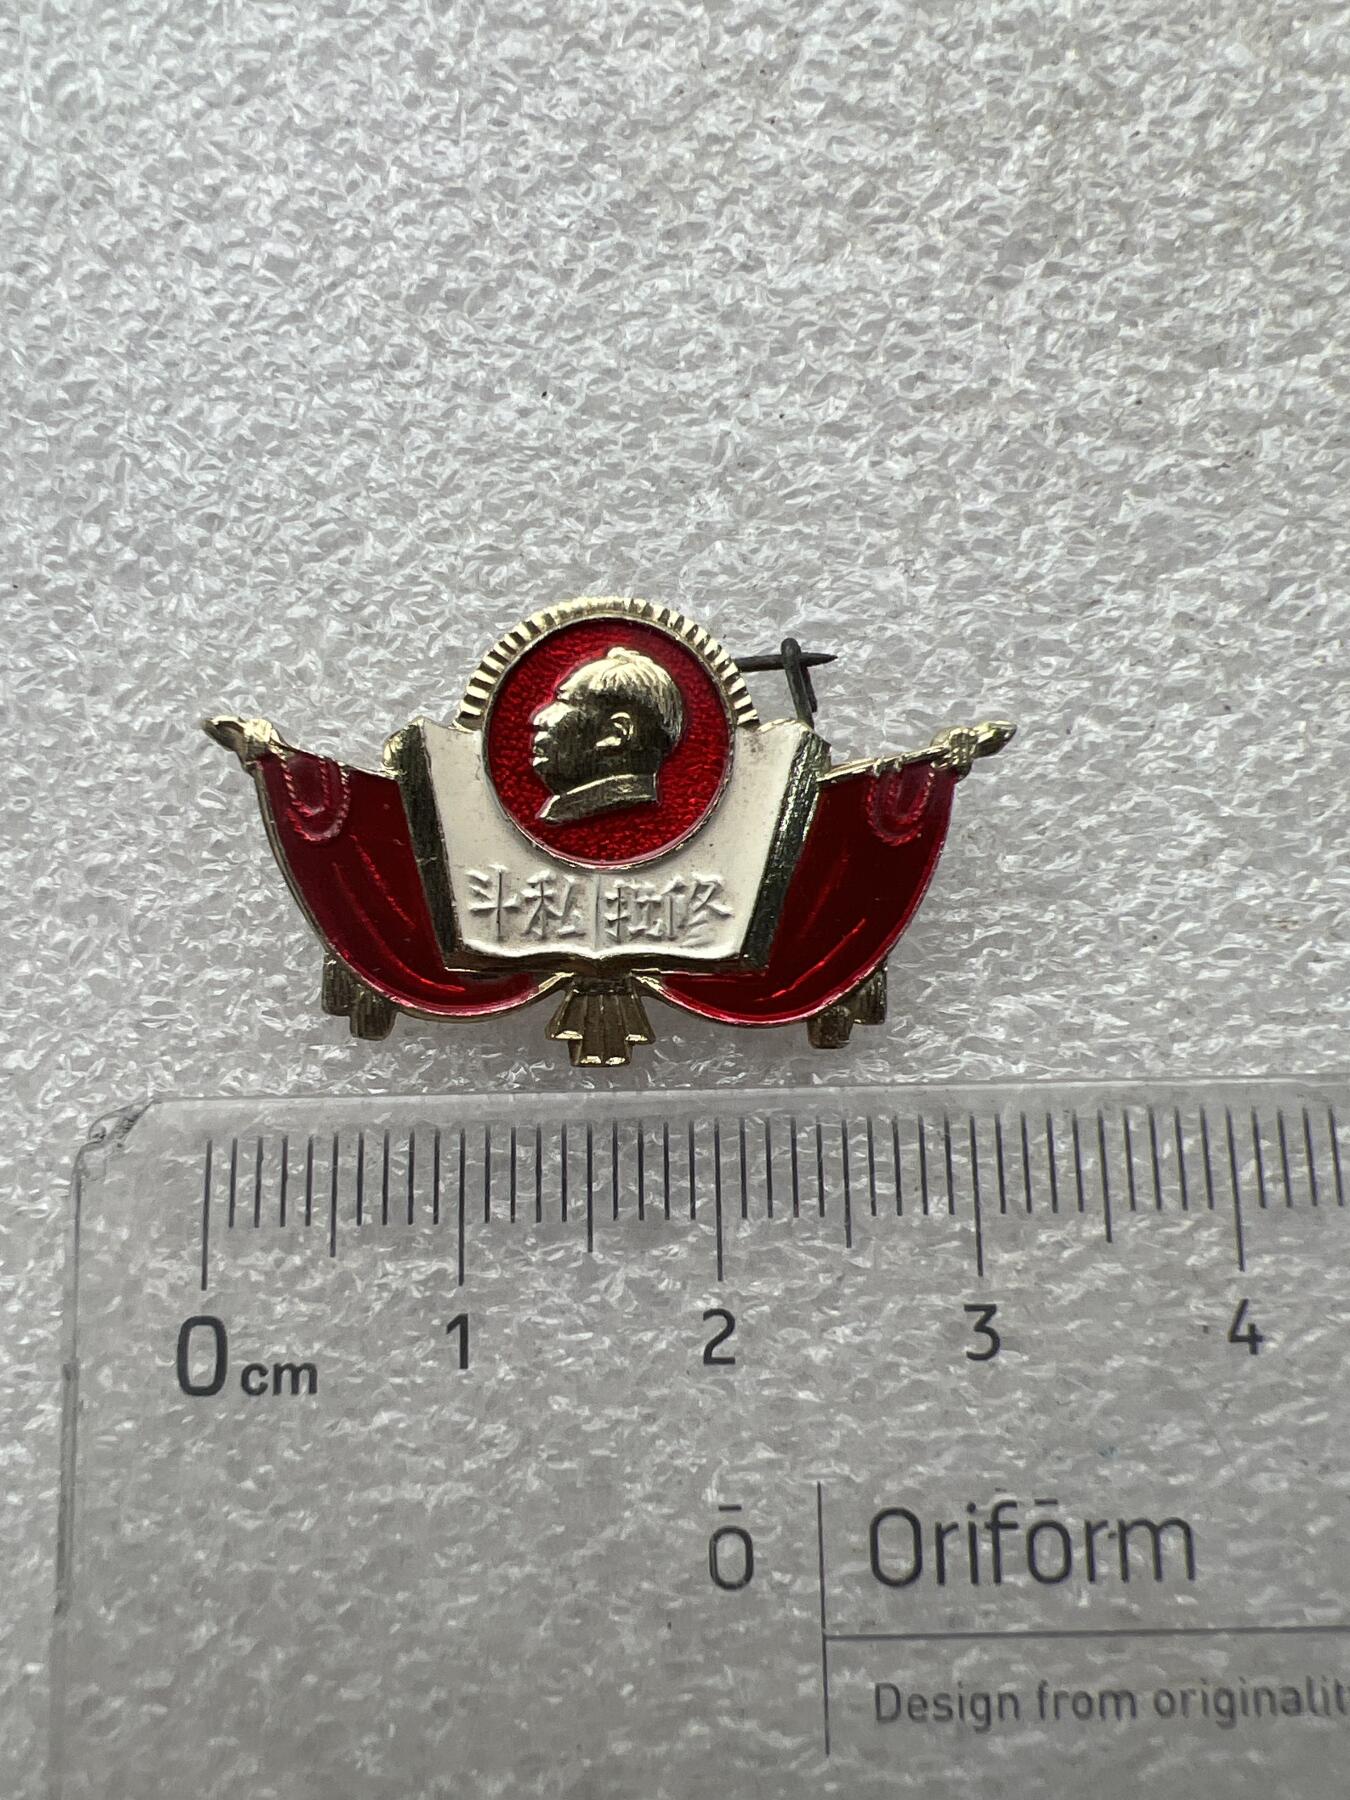 斗私批修
0cm 1 2 3 4
ō Orifōrm
Design from originalit